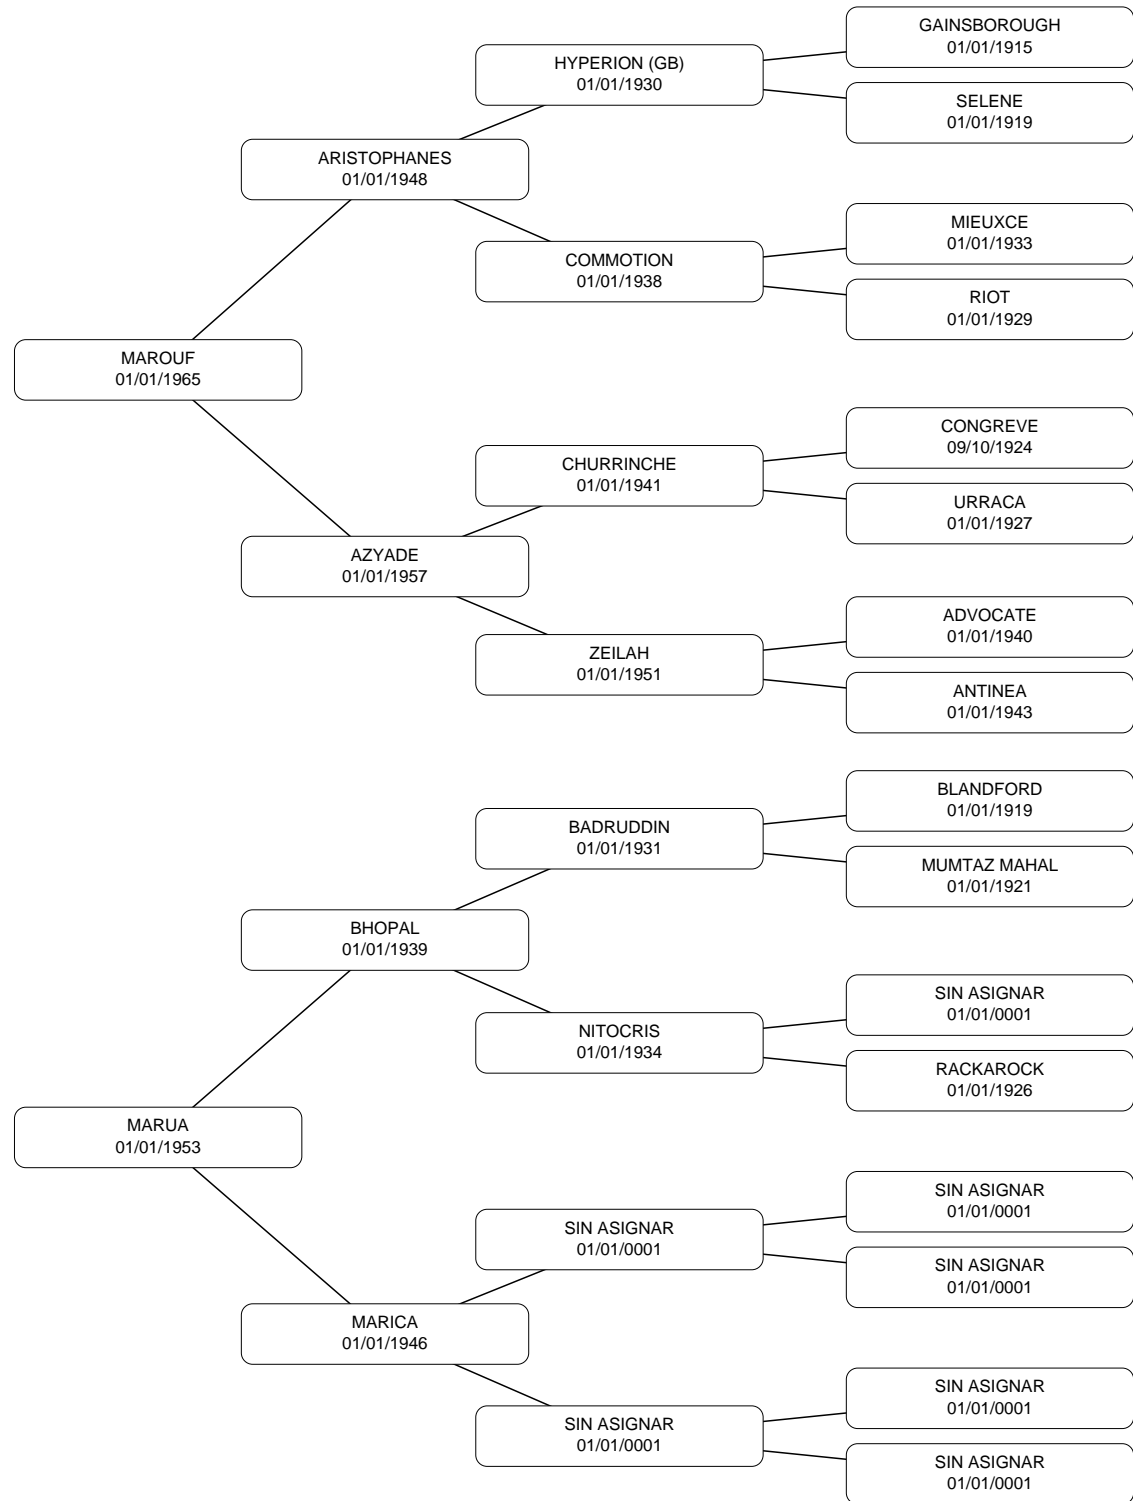 GAINSBOROUGH
01/01/1915
HYPERION (GB)
01/01/1930
SELENE
01/01/1919
ARISTOPHANES
01/01/1948
MIEUXCE
01/01/1933
COMMOTION
01/01/1938
RIOT
01/01/1929
MAROUF
01/01/1965
CONGREVE
09/10/1924
CHURRINCHE
01/01/1941
URRACA
01/01/1927
AZYADE
01/01/1957
ADVOCATE
01/01/1940
ZEILAH
01/01/1951
ANTINEA
01/01/1943
BLANDFORD
01/01/1919
BADRUDDIN
01/01/1931
MUMTAZ MAHAL
01/01/1921
BHOPAL
01/01/1939
SIN ASIGNAR
01/01/0001
NITOCRIS
01/01/1934
RACKAROCK
01/01/1926
MARUA
01/01/1953
SIN ASIGNAR
01/01/0001
SIN ASIGNAR
01/01/0001
SIN ASIGNAR
01/01/0001
MARICA
01/01/1946
SIN ASIGNAR
01/01/0001
SIN ASIGNAR
01/01/0001
SIN ASIGNAR
01/01/0001